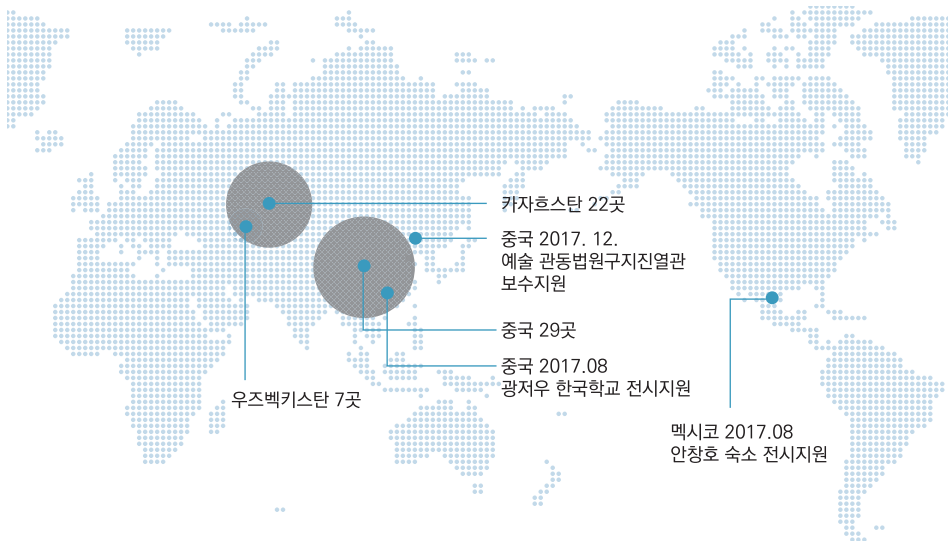 카자흐스탄 22곳
중국 2017. 12.
예술 관동법원구지진열관
보수지원
중국 29곳
중국 2017.08
광저우 한국학교 전시지원
우즈벡키스탄 7곳
멕시코 2017.08
안창호 숙소 전시지원